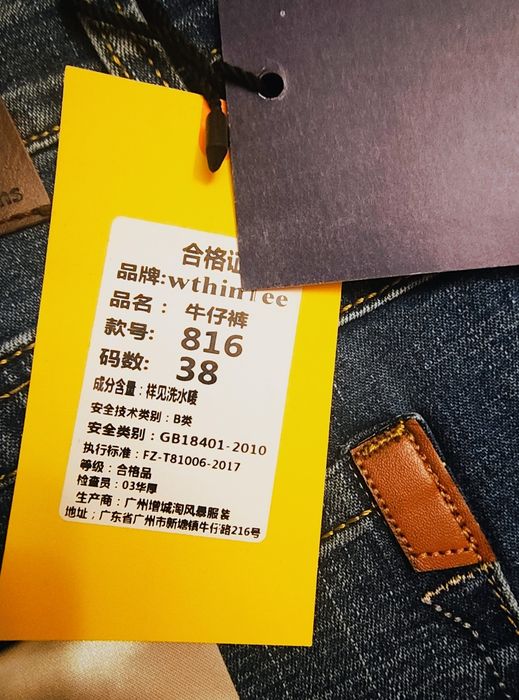 合格证
品牌:wthinTee
品名： 牛仔裤
款号: 816
码数: 38
成分含量：样见洗水唛
安全技术类别：B类
安全类别：GB18401-2010
执行标准：FZ-T81006-2017
等级：合格品
检查员：03华厚
生产商：广州增城淘风景服装
地址；广东省广州市新塘镇牛仔路216号
ns